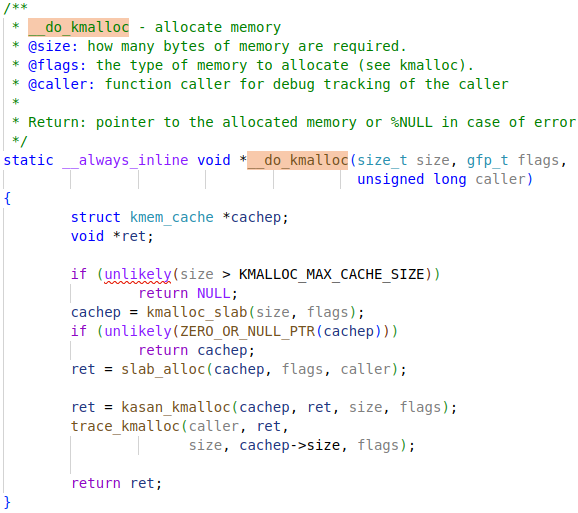 /**
 * __do_kmalloc - allocate memory
 * @size: how many bytes of memory are required.
 * @flags: the type of memory to allocate (see kmalloc).
 * @caller: function caller for debug tracking of the caller
 *
 * Return: pointer to the allocated memory or %NULL in case of error
 */
static __always_inline void *__do_kmalloc(size_t size, gfp_t flags,
                                          unsigned long caller)
{
        struct kmem_cache *cachep;
        void *ret;

        if (unlikely(size > KMALLOC_MAX_CACHE_SIZE))
                return NULL;
        cachep = kmalloc_slab(size, flags);
        if (unlikely(ZERO_OR_NULL_PTR(cachep)))
                return cachep;
        ret = slab_alloc(cachep, flags, caller);

        ret = kasan_kmalloc(cachep, ret, size, flags);
        trace_kmalloc(caller, ret,
                      size, cachep->size, flags);

        return ret;
}